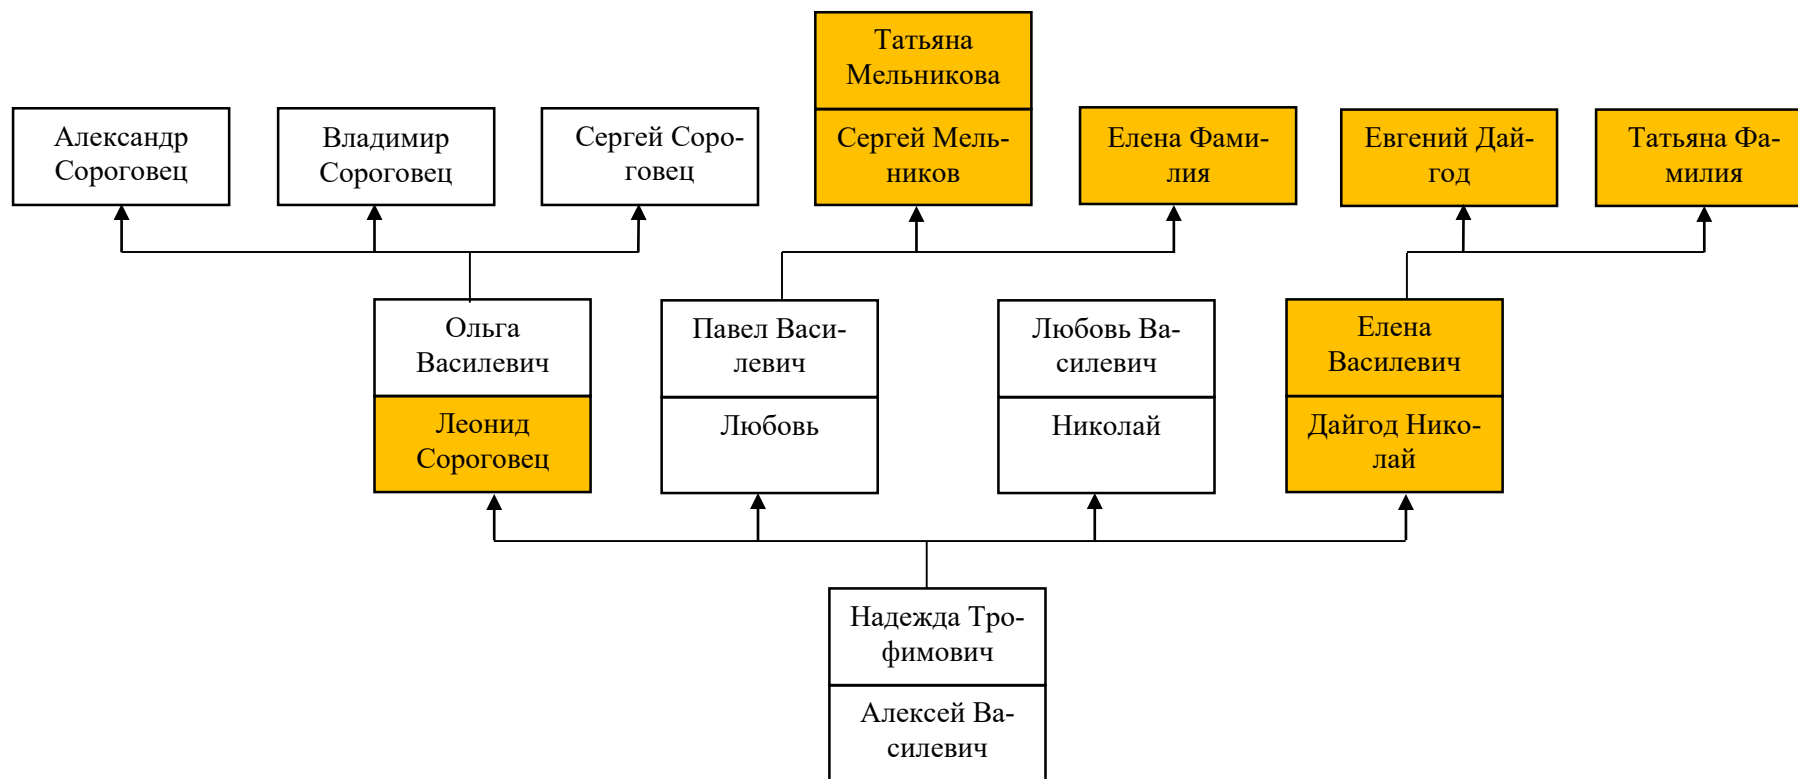 Татьяна
Мельникова
Александр
Сороговец
Владимир
Сороговец
Сергей Соро-
говец
Сергей Мель-
ников
Елена Фами-
лия
Евгений Дай-
год
Татьяна Фа-
милия
Ольга
Василевич
Павел Васи-
левич
Любовь Ва-
силевич
Елена
Василевич
Леонид
Сороговец
Любовь
Николай
Дайгод Нико-
лай
Надежда Тро-
фимович
Алексей Ва-
силевич